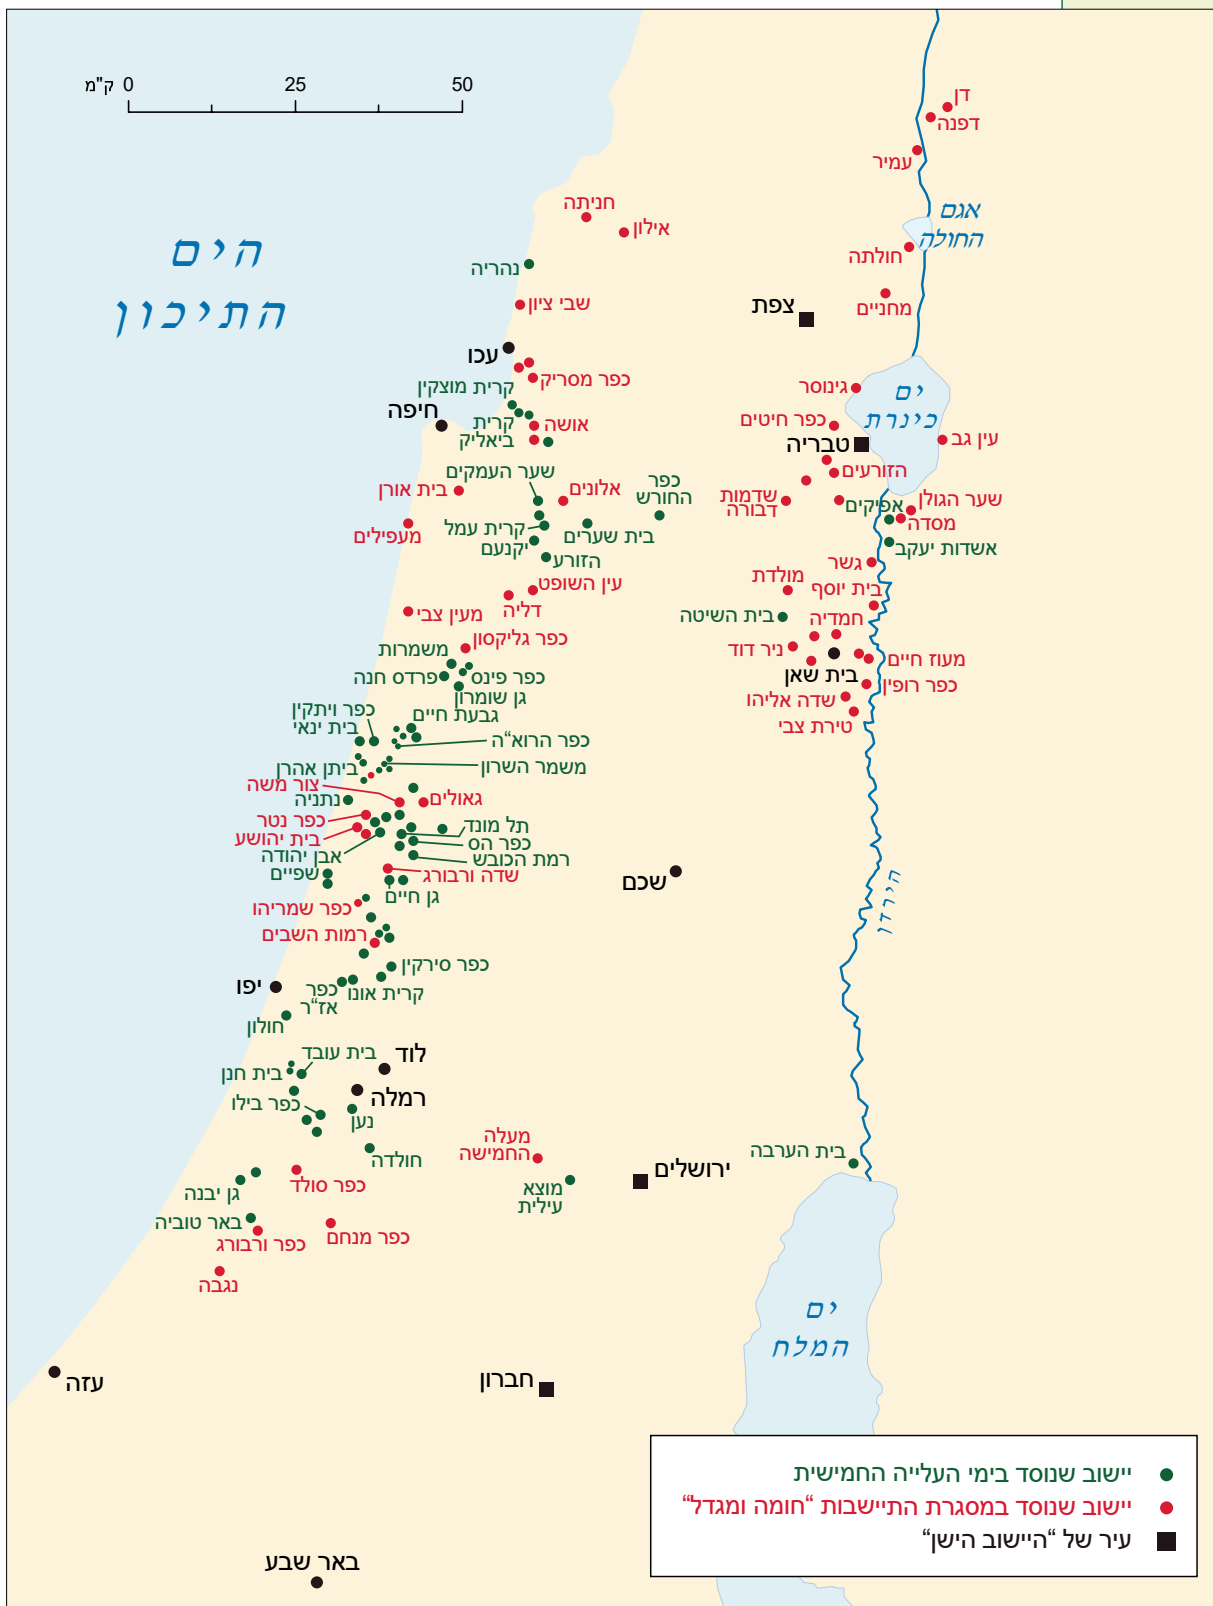 ק"מ 0 25 50
הים
התיכון
דן
דפנה
עמיר
אגם
החולה
חולתה
מחניים
חניתה
אילון
נהריה
שבי ציון
צפת
עכו
כפר מסריק
קרית מוצקין
גינוסר
ים
כינרת
חיפה
קרית
ביאליק
אושה
כפר חיטים
טבריה
עין גב
שער העמקים
הזורעים
בית אורן
אלונים
כפר
החורש
שדמות
דבורה
אפיקים
שער הגולן
מסדה
מעפילים
קרית עמל
בית שערים
יקנעם
אשדות יעקב
הזורע
גשר
עין השופט
מולדת
בית יוסף
דליה
מעין צבי
בית השיטה
חמדיה
כפר גליקסון
ניר דוד
משמרות
מעוז חיים
פרדס חנה
כפר פינס
בית שאן
כפר רופין
גן שומרון
שדה אליהו
כפר ויתקין
גבעת חיים
טירת צבי
בית ינאי
כפר הרוא“ה
ביתן אהרן
משמר השרון
צור משה
נתניה
גאולים
כפר נטר
תל מונד
בית יהושע
כפר הס
אבן יהודה
רמת הכובש
שפיים
שדה ורבורג
שכם
גן חיים
כפר שמריהו
הירדן
רמות השבים
כפר סירקין
יפו
כפר
אז“ר
קרית אונו
חולון
בית עובד
לוד
בית חנן
כפר בילו
רמלה
נען
חולדה
מעלה
החמישה
בית הערבה
ירושלים
כפר סולד
מוצא
עילית
גן יבנה
באר טוביה
כפר ורבורג
כפר מנחם
נגבה
ים
המלח
עזה
חברון
באר שבע
יישוב שנוסד בימי העלייה החמישית
יישוב שנוסד במסגרת התיישבות “חומה ומגדל“
עיר של “היישוב הישן“